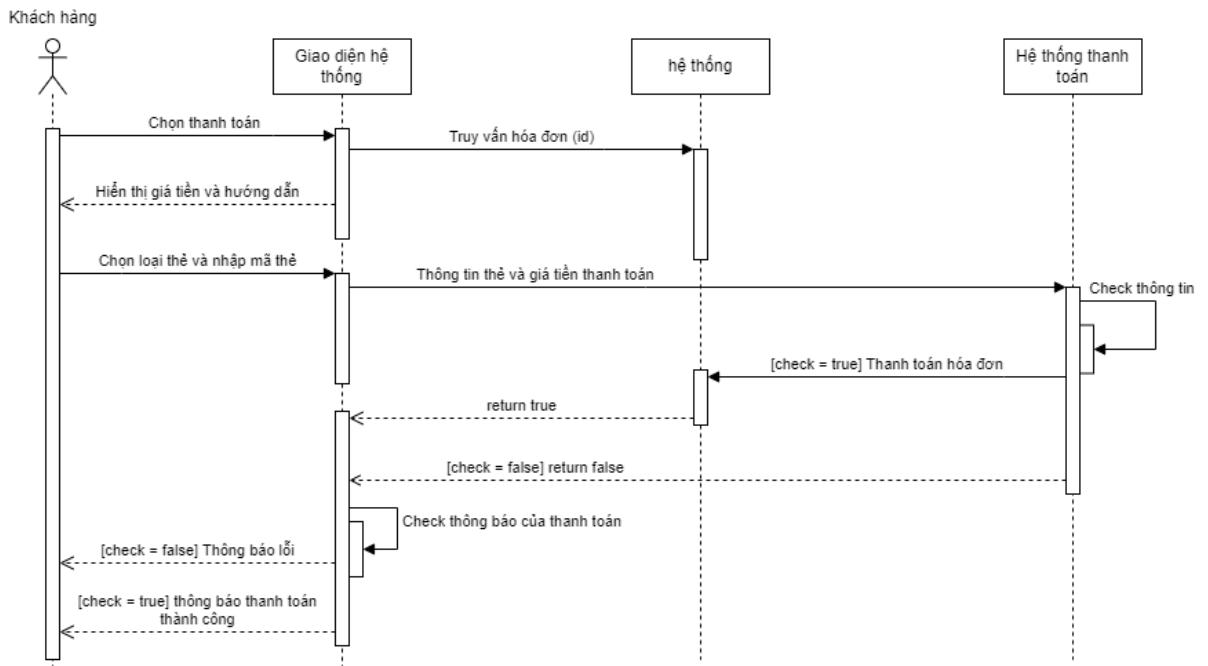 Khách hàng
Giao diện hệ
thống
hệ thống
Hệ thống thanh
toán
Chọn thanh toán
Truy vấn hóa đơn (id)
Hiển thị giá tiền và hướng dẫn
Chọn loại thẻ và nhập mã thẻ
Thông tin thẻ và giá tiền thanh toán
Check thông tin
[check = true] Thanh toán hóa đơn
return true
[check = false] return false
Check thông báo của thanh toán
[check = false] Thông báo lỗi
[check = true] thông báo thanh toán
thành công